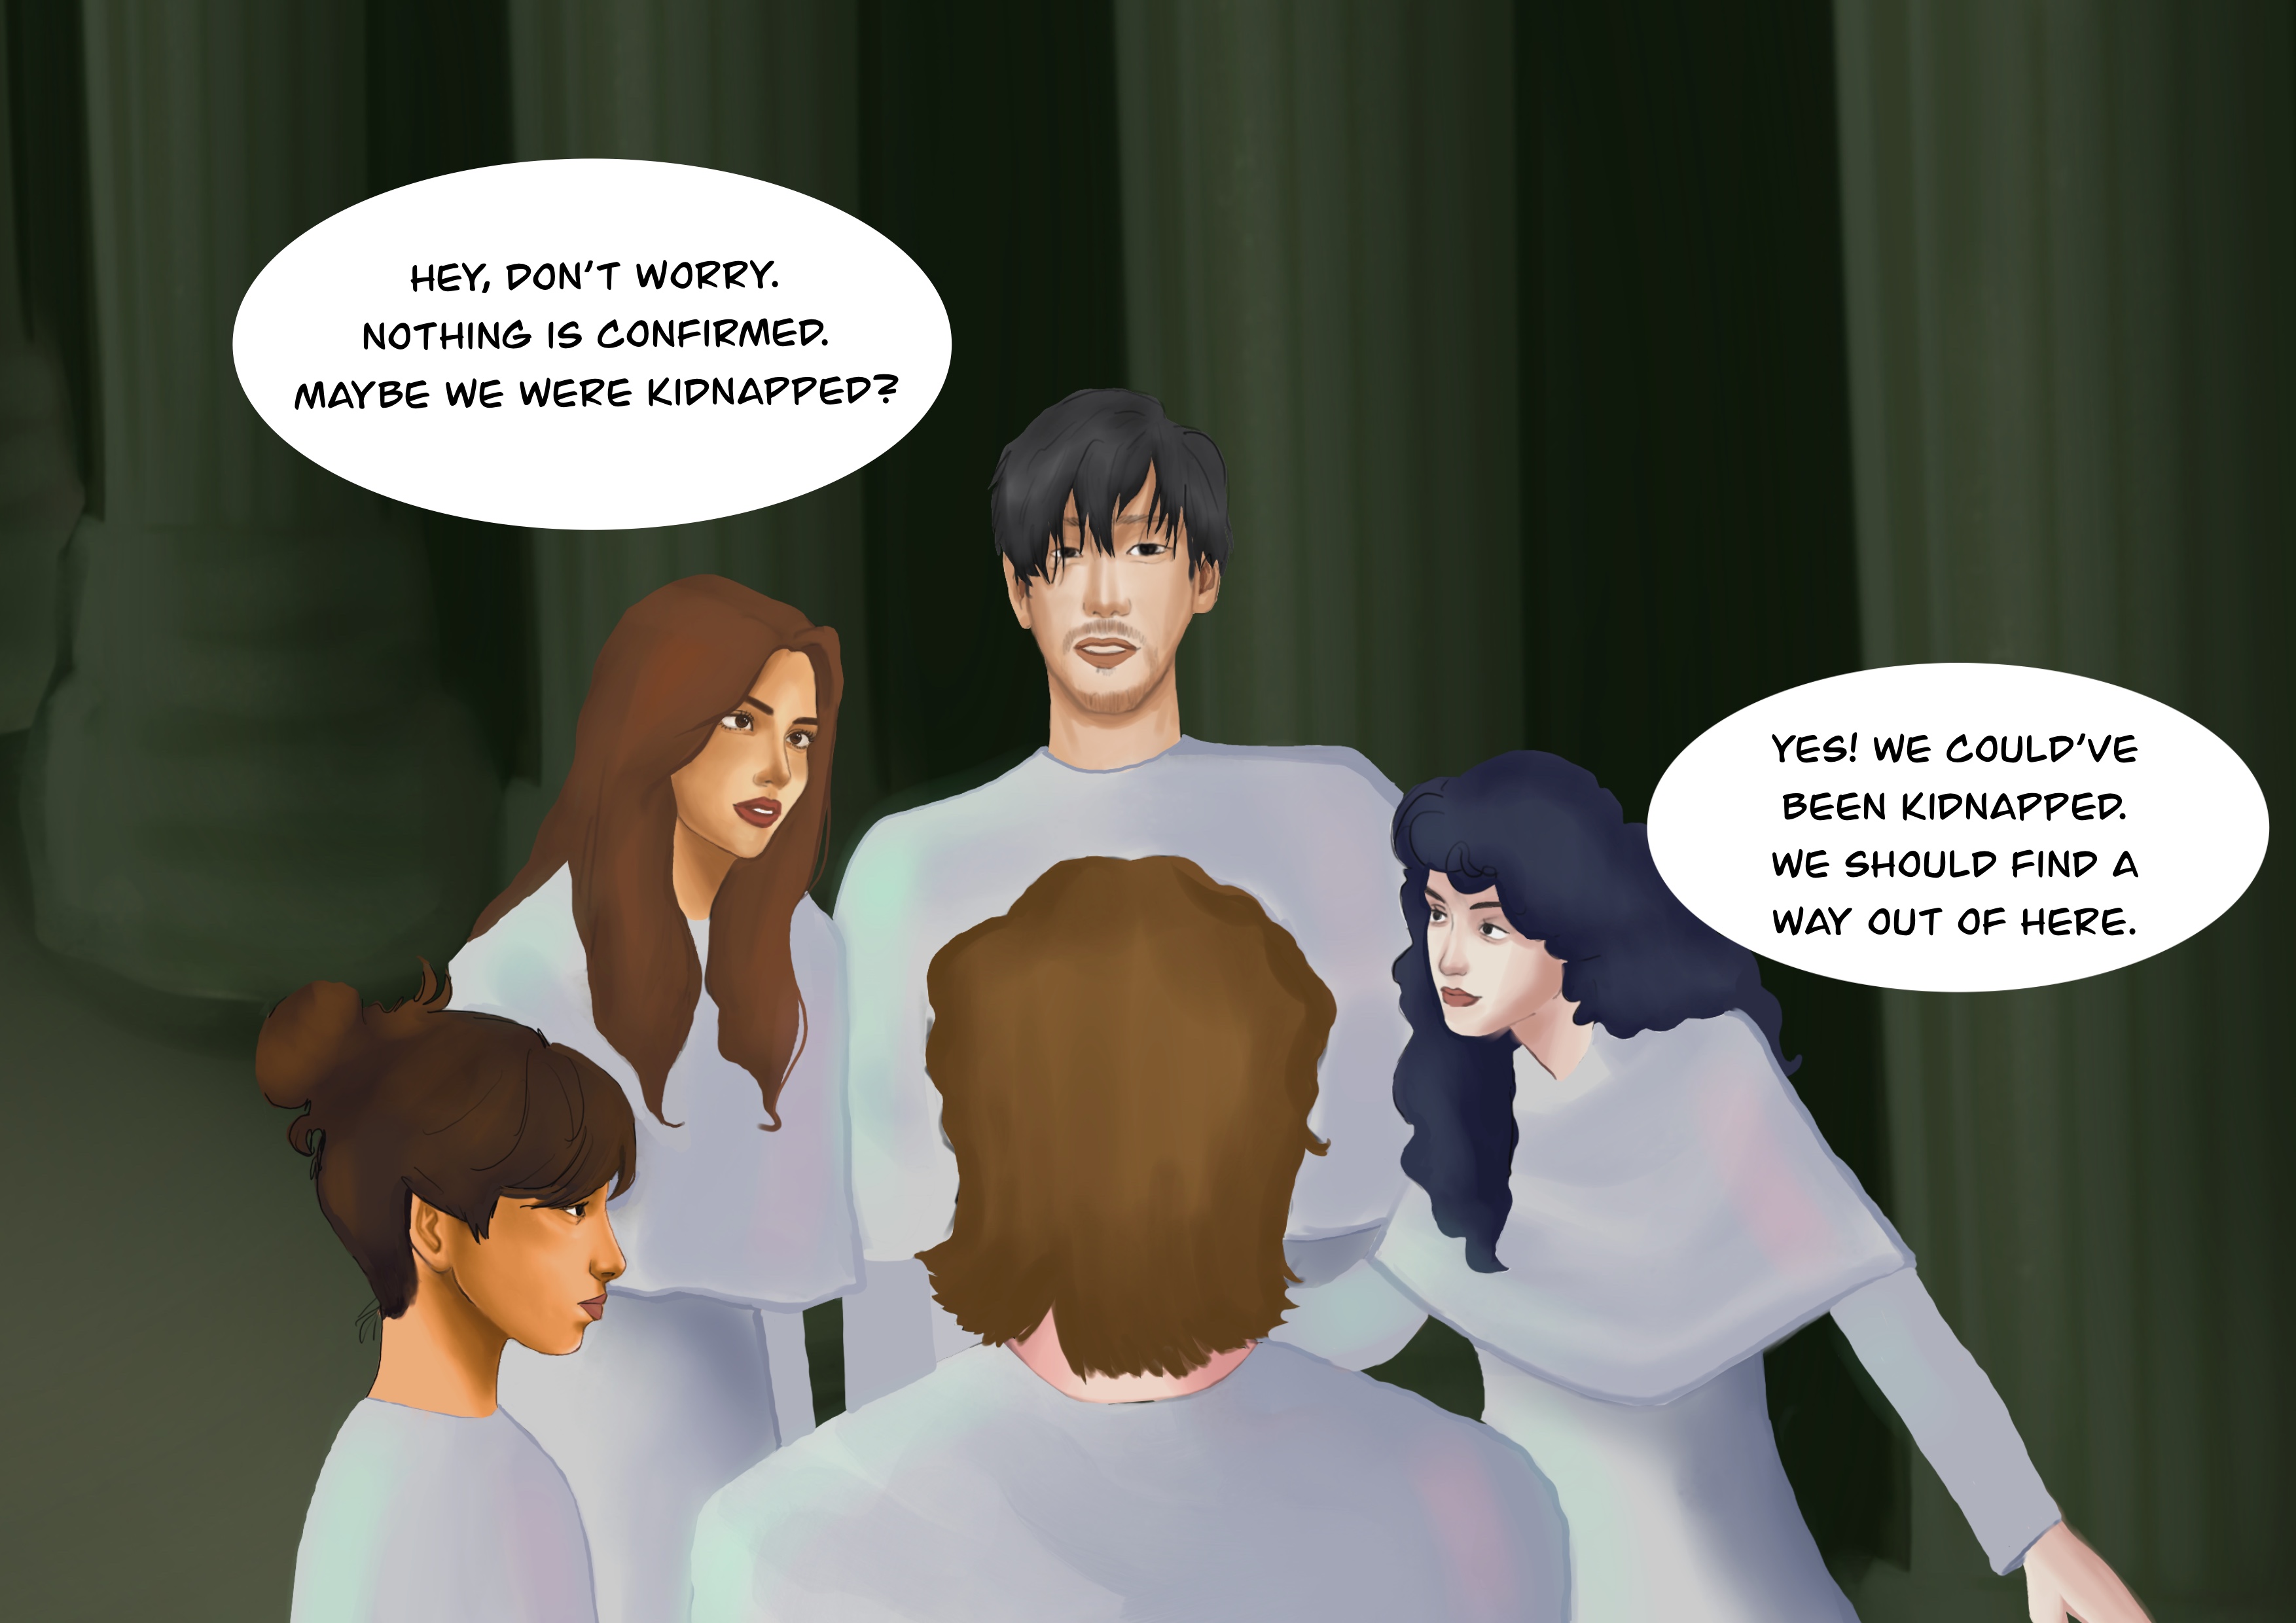 HEY, DON'T WORRY.
NOTHING IS CONFIRMED.
MAYBE WE WERE KIDNAPPED?
YES! WE COULD'VE
BEEN KIDNAPPED.
WE SHOULD FIND A
WAY OUT OF HERE.